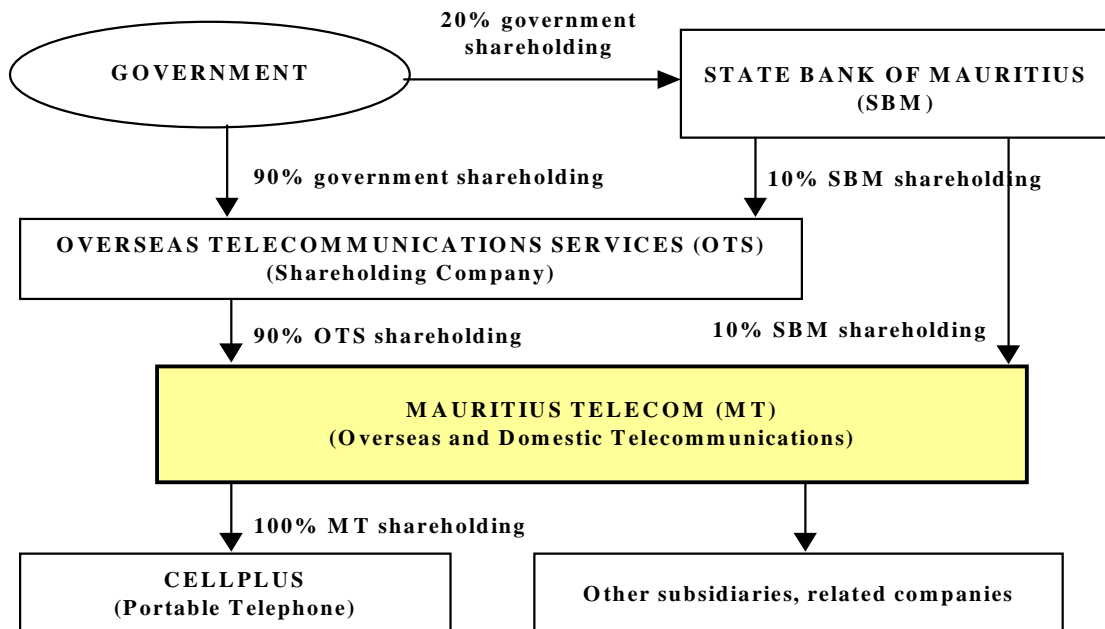 20% government
shareholding
GOVERNMENT
STATE BANK OF MAURITIUS
(SBM)
90% government shareholding
10% SBM shareholding
OVERSEAS TELECOMMUNICATIONS SERVICES (OTS)
(Shareholding Company)
90% OTS shareholding
10% SBM shareholding
MAURITIUS TELECOM (MT)
(Overseas and Domestic Telecommunications)
100% MT shareholding
CELLPLUS
(Portable Telephone)
Other subsidiaries, related companies